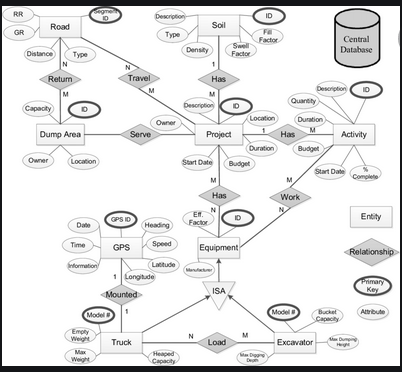 RR
Segment
ID
GR
Road
Distance
Type
Description
Soil
ID
Type
Fill
Factor
Density
Swell
Factor
Central
Database
N
N
1
Return
Travel
Has
M
M
M
Capacity
ID
Description
ID
Location
Description
ID
Quantity
Duration
Dump Area
Serve
Owner
Project
1
Has
M
Activity
Duration
Budget
Owner
Location
Start Date
Budget
Start Date
%
Complete
M
M
Has
Work
N
N
Date
GPS ID
Heading
Eff.
Factor
ID
Entity
Time
GPS
Speed
Equipment
Information
Latitude
Longitude
Manufacturer
Relationship
1
Mounted
1
ISA
Primary
Key
Attribute
Model #
Model #
Bucket
Capacity
Empty
Weight
Truck
N
Load
M
Excavator
Max Dumping
Height
Max
Weight
Heaped
Capacity
Max Digging
Depth